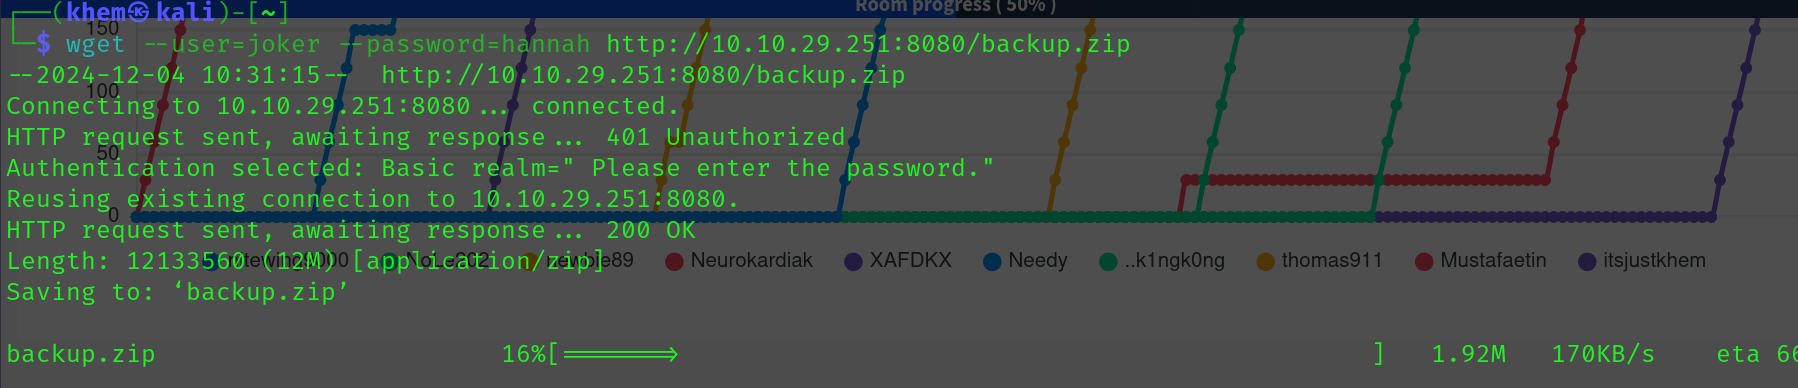 Room progress ( 50% )
┌──(khem㉿kali)-[~]
150
└─$ wget --user=joker --password=hannah http://10.10.29.251:8080/backup.zip
--2024-12-04 10:31:15-- http://10.10.29.251:8080/backup.zip
100
Connecting to 10.10.29.251:8080... connected.
HTTP request sent, awaiting response... 401 Unauthorized
50
Authentication selected: Basic realm=" Please enter the password."
Reusing existing connection to 10.10.29.251:8080.
0
HTTP request sent, awaiting response... 200 OK
Length: 12133560 (12M) [application/zip]
Neurokardiak XAFDKX Needy ..k1ngk0ng thomas911 Mustafaetin itsjustkhem
Saving to: ‘backup.zip’
backup.zip 16%[=======> ] 1.92M 170KB/s eta